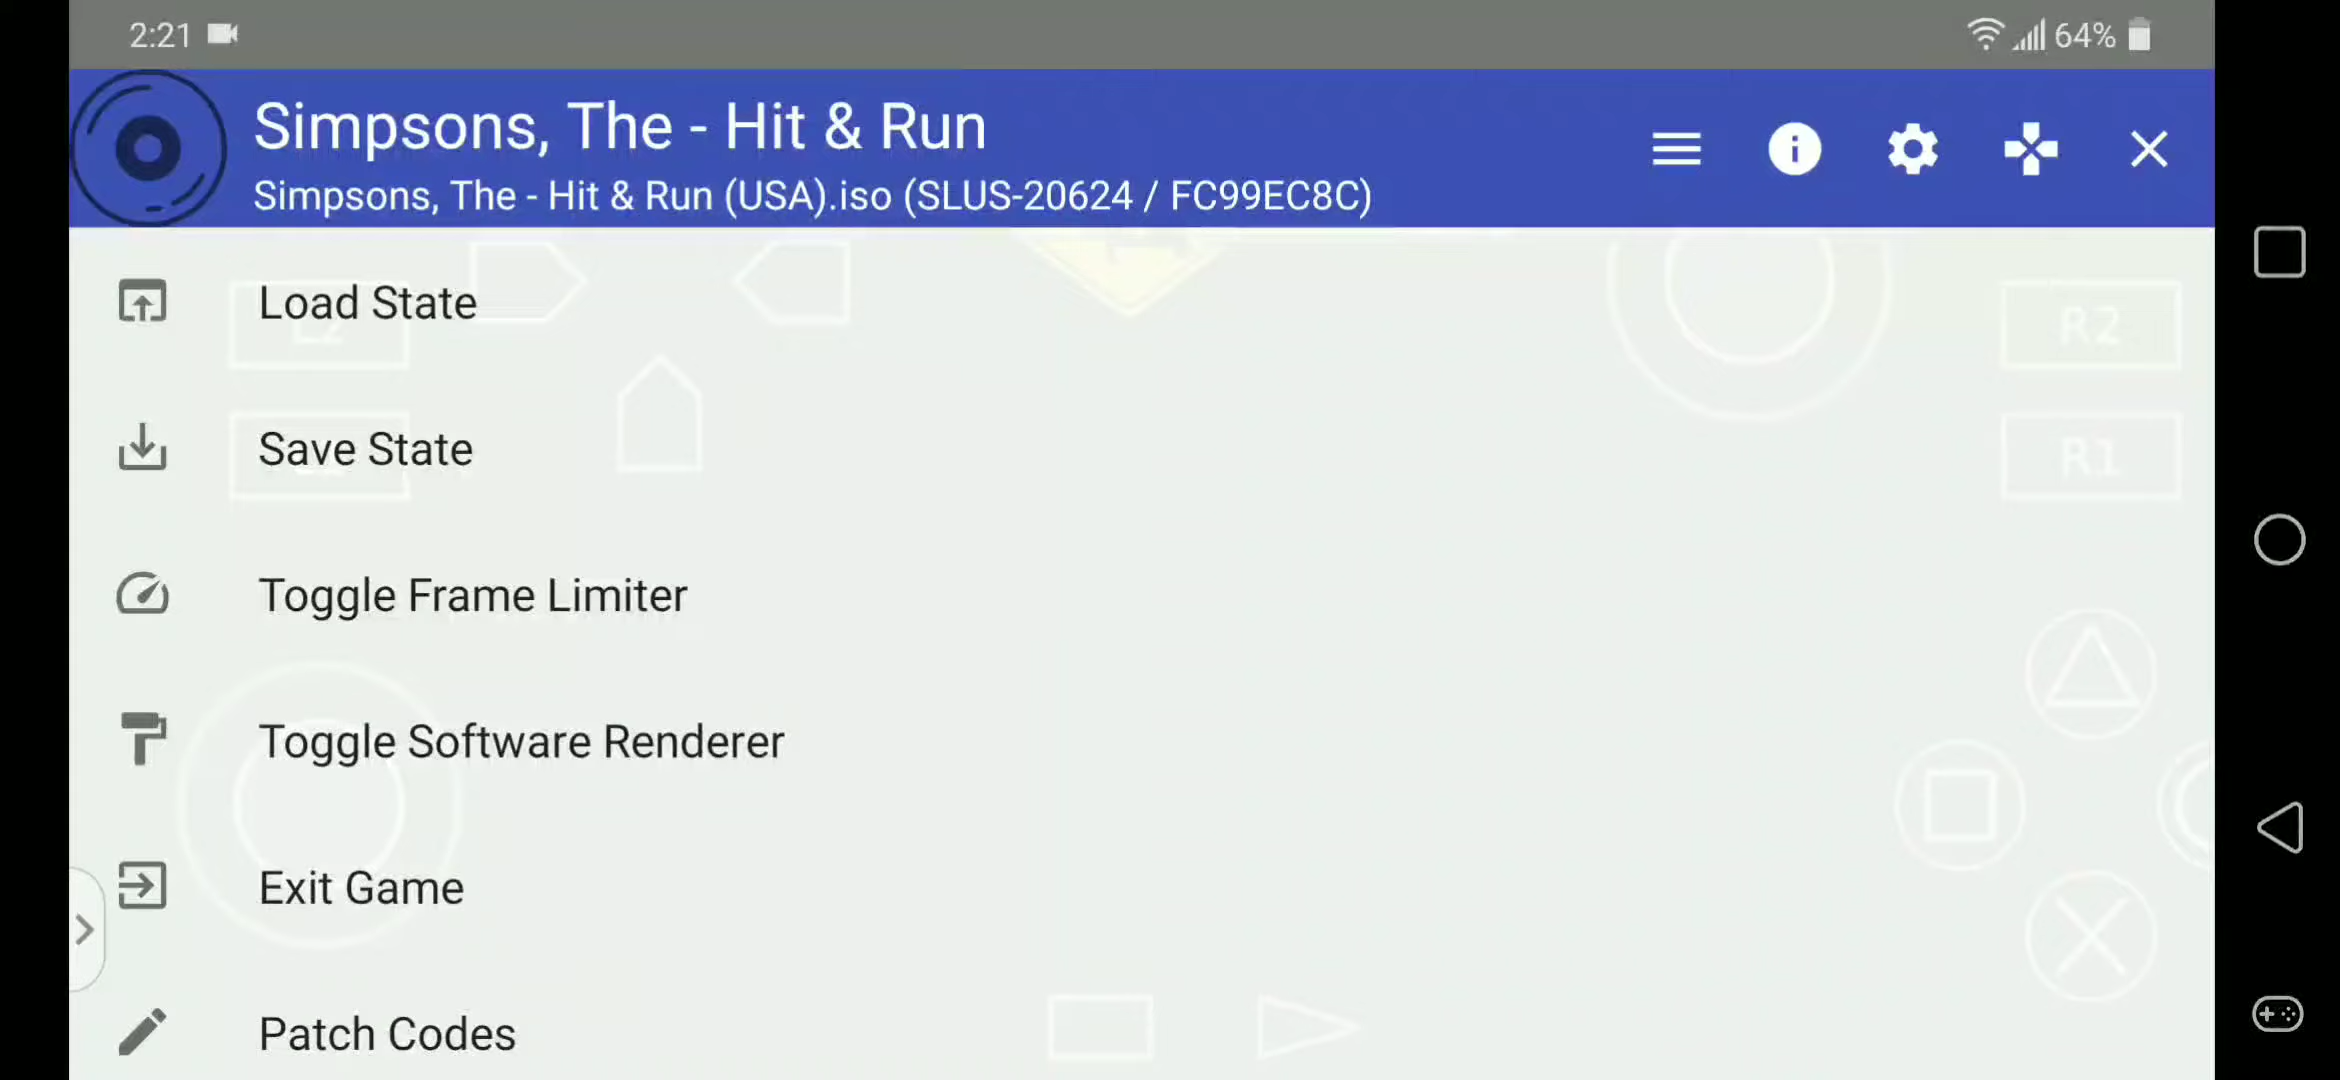 2:21
64%
Simpsons, The - Hit & Run
Simpsons, The - Hit & Run (USA).iso (SLUS-20624 / FC99EC8C)
Load State
L2
R2
Save State
R1
Toggle Frame Limiter
Toggle Software Renderer
Exit Game
Patch Codes